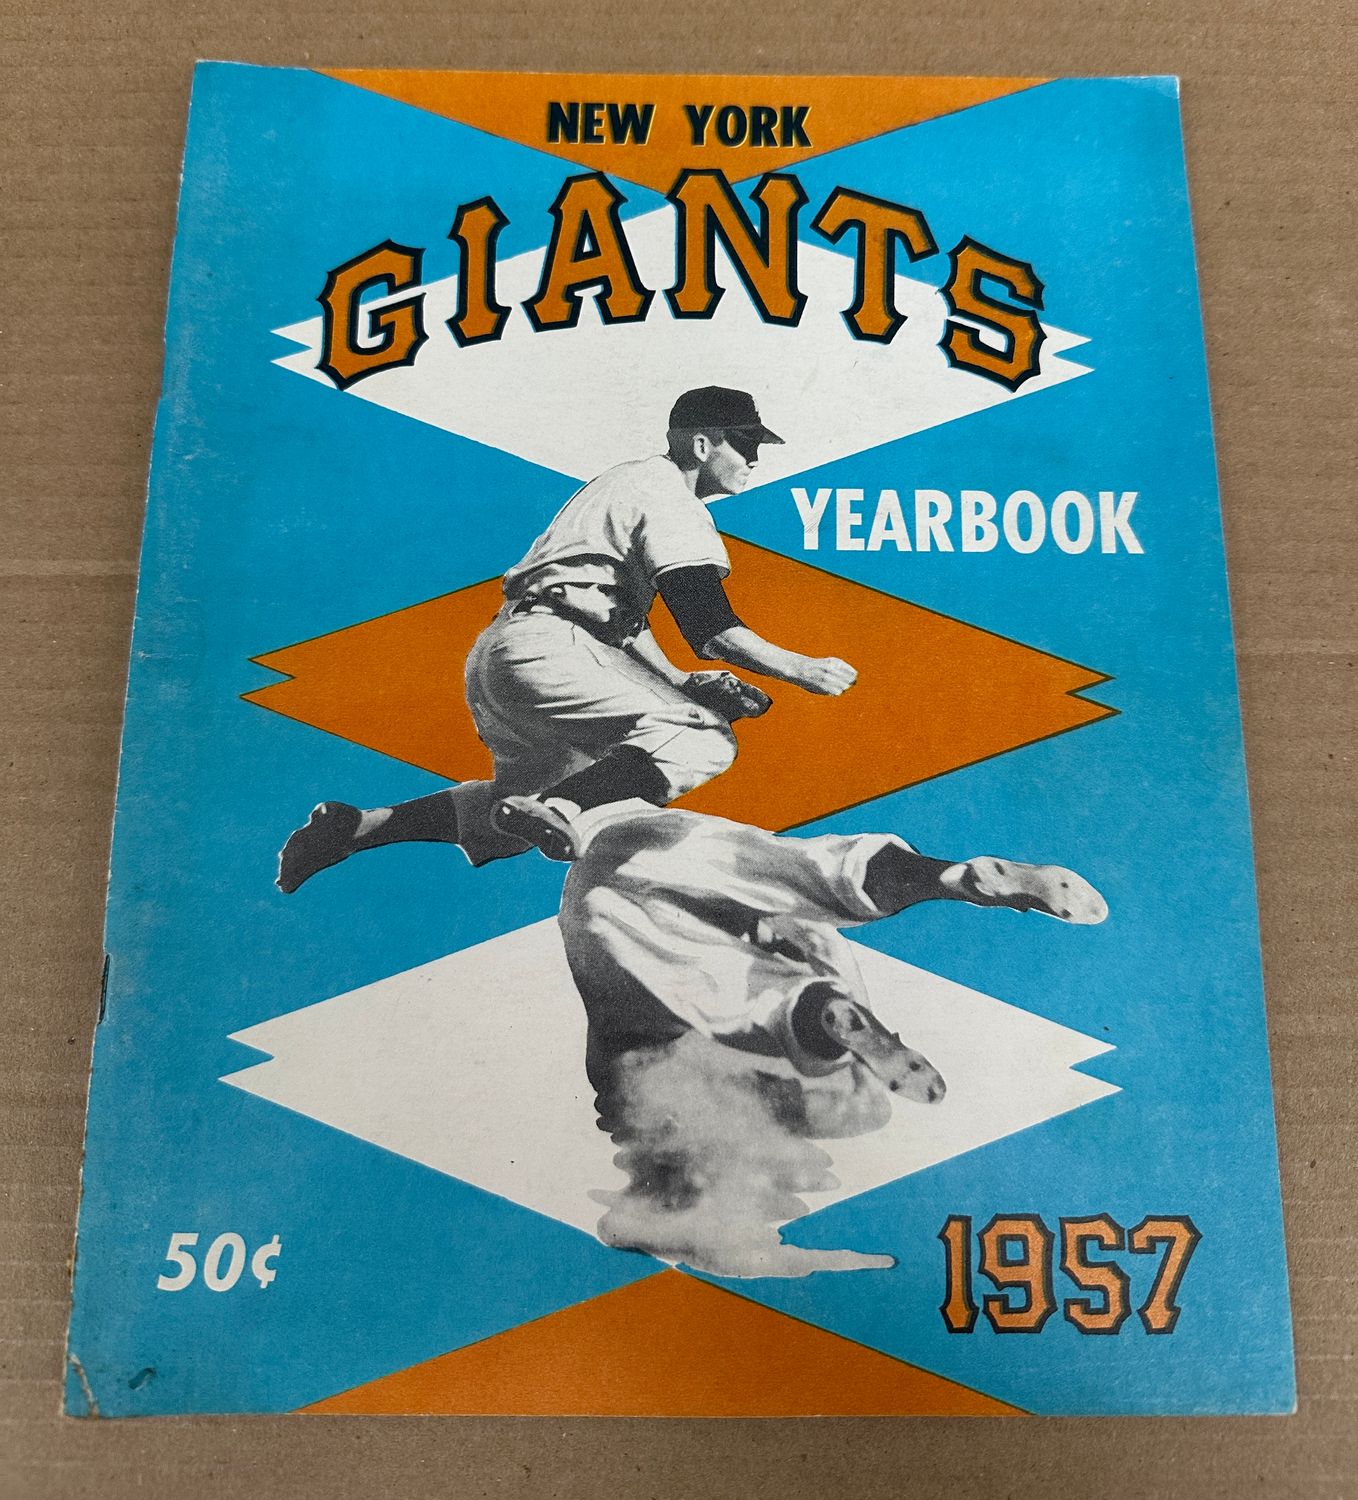 NEW YORK
GIANTS
YEARBOOK
50¢
1957